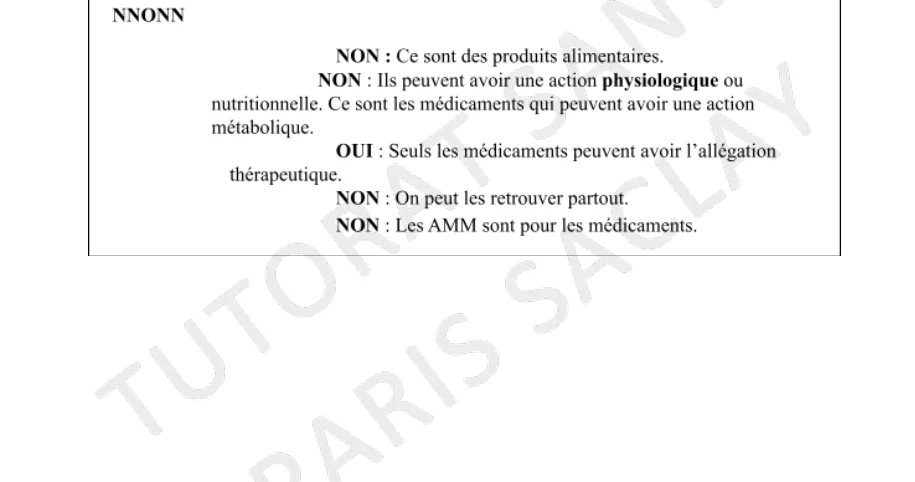 NNONN
NON : Ce sont des produits alimentaires.
NON : Ils peuvent avoir une action physiologique ou
nutritionnelle. Ce sont les médicaments qui peuvent avoir une action
métabolique.
OUI : Seuls les médicaments peuvent avoir l’allégation
thérapeutique.
NON : On peut les retrouver partout.
NON : Les AMM sont pour les médicaments.
TUTORAT SANT
PARIS SACLAY